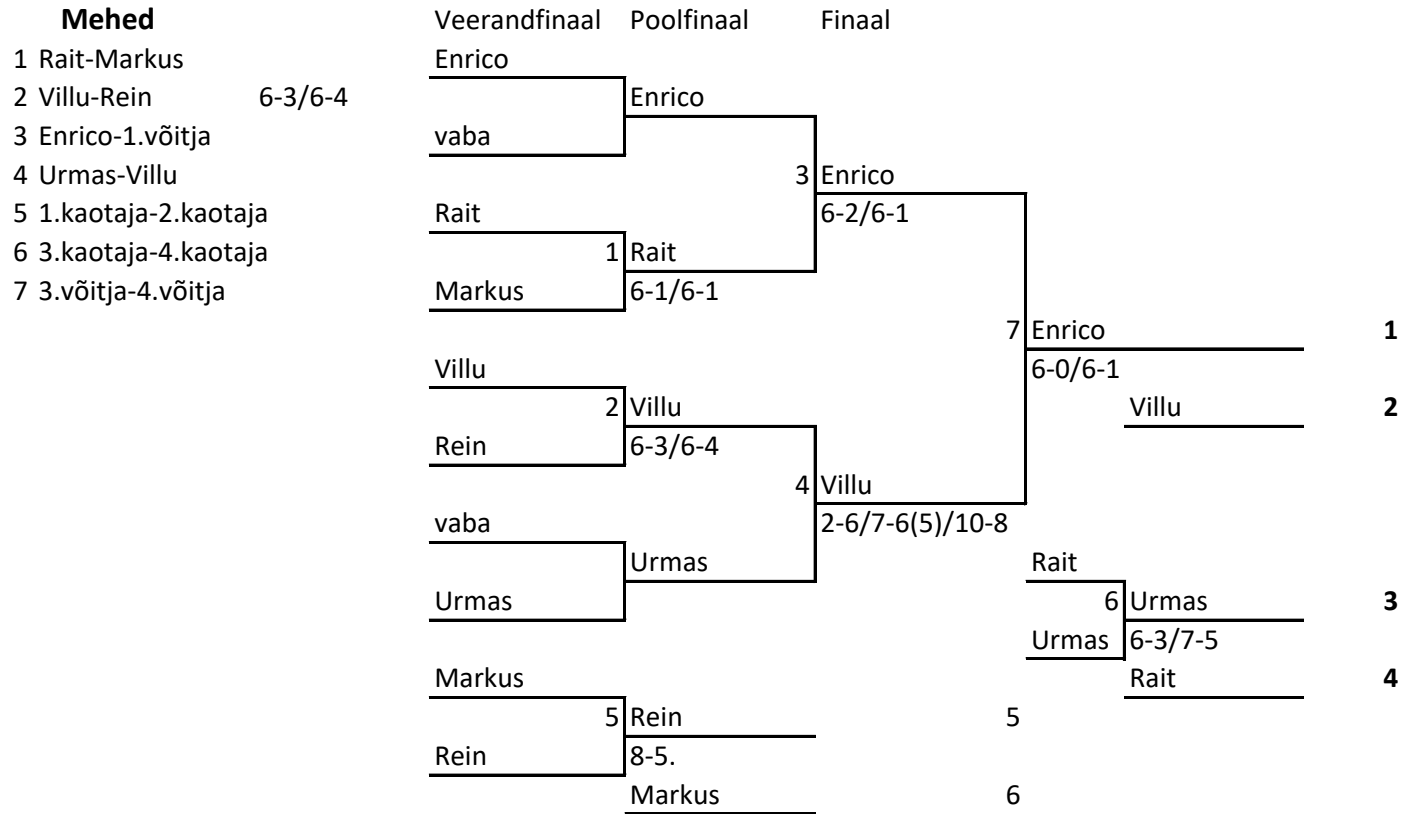 Mehed Veerandfinaal Poolfinaal Finaal
1 Rait-Markus Enrico
2 Villu-Rein 6-3/6-4 Enrico
3 Enrico-1.võitja vaba
4 Urmas-Villu 3 Enrico
5 1.kaotaja-2.kaotaja Rait 6-2/6-1
6 3.kaotaja-4.kaotaja 1 Rait
7 3.võitja-4.võitja Markus 6-1/6-1
7 Enrico 1
Villu 6-0/6-1
2 Villu Villu 2
Rein 6-3/6-4
4 Villu
vaba 2-6/7-6(5)/10-8
Urmas Rait
Urmas 6 Urmas 3
Urmas 6-3/7-5
Markus Rait 4
5 Rein 5
Rein 8-5.
Markus 6